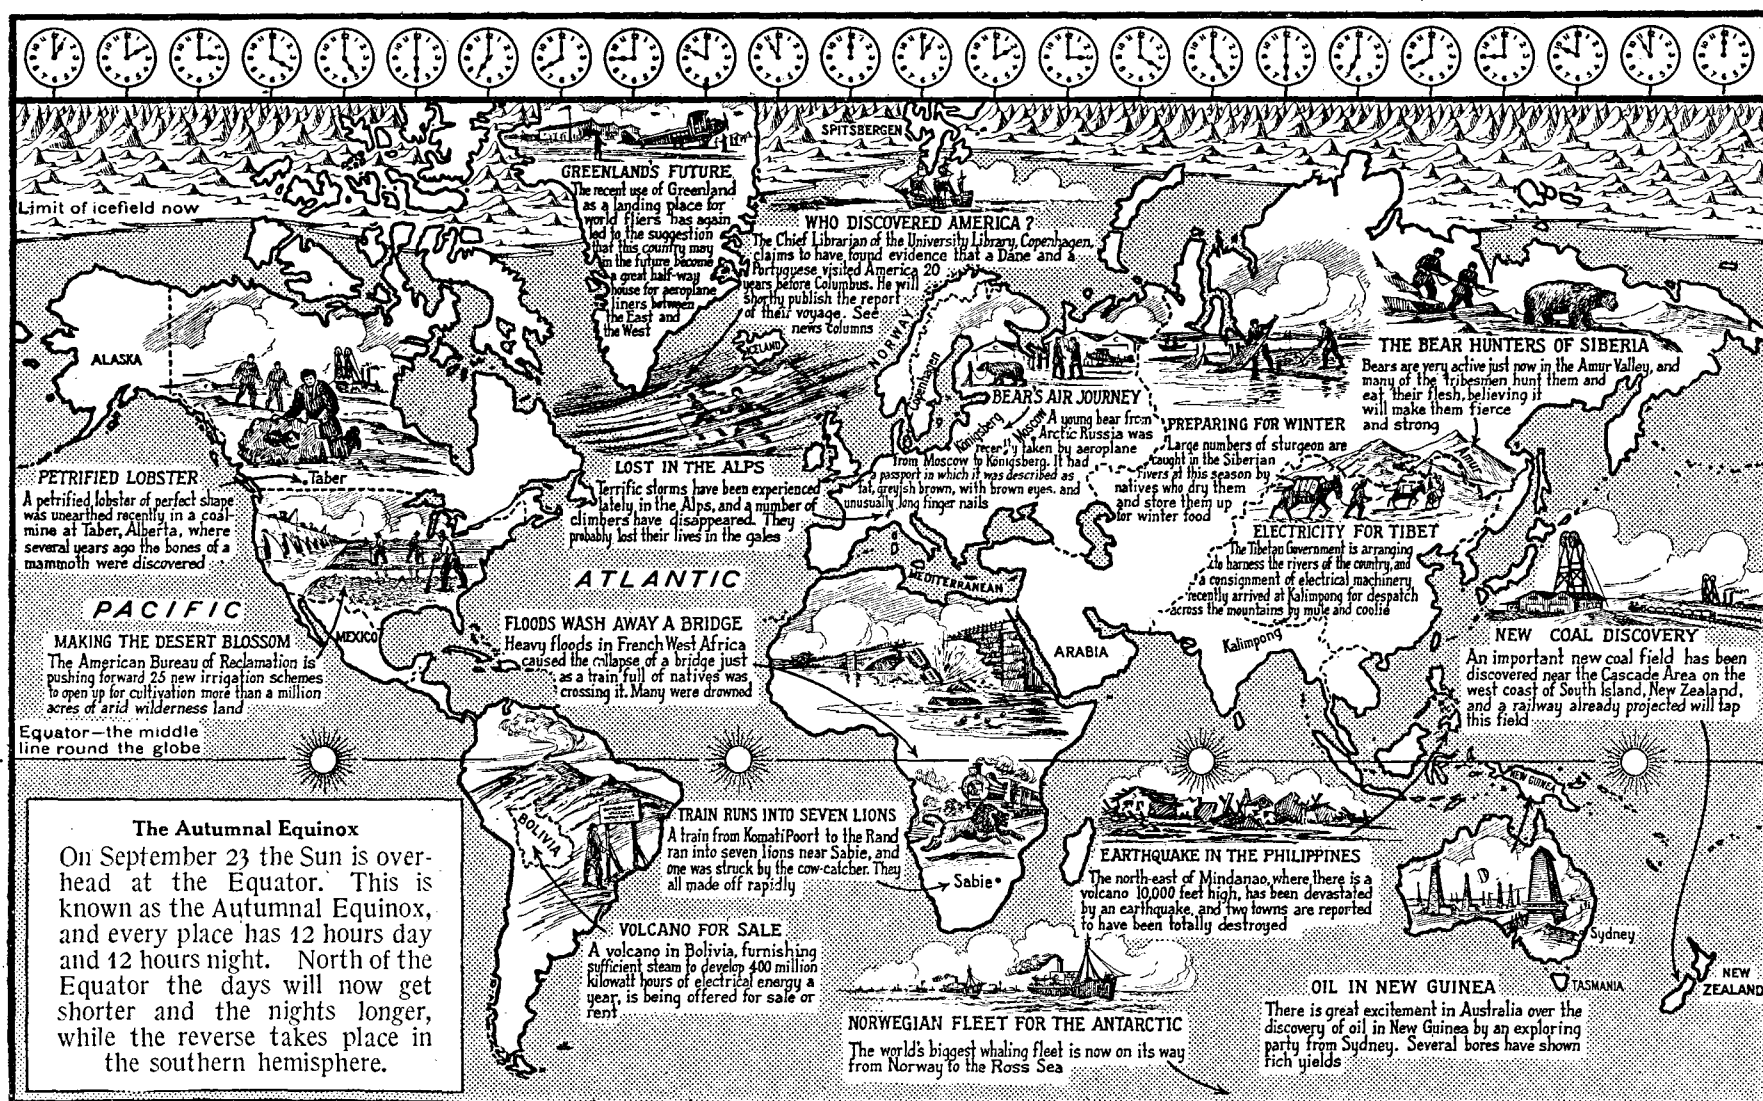 SPITSBERGEN
GREENLAND'S FUTURE
The recent use of Greenland
as a landing place for
world fliers has again
led to the suggestion
that this country may
in the future become
a great half-way
house for aeroplane
liners between
the East and
the West
Limit of icefield now
WHO DISCOVERED AMERICA?
The Chief Librarian of the University Library, Copenhagen,
claims to have found evidence that a Dane and a
Portuguese visited America 20
years before Columbus. He will
shortly publish the report
of their voyage. See
news columns
ICELAND
NORWAY
Copenhagen
ALASKA
THE BEAR HUNTERS OF SIBERIA
Bears are very active just now in the Amur Valley, and
many of the tribesmen hunt them and
eat their flesh, believing it
will make them fierce
and strong
Amur
BEAR'S AIR JOURNEY
Königsberg
Moscow
A young bear from
Arctic Russia was
recently taken by aeroplane
from Moscow to Königsberg. It had
a passport in which it was described as
fat, greyish brown, with brown eyes, and
unusually long finger nails
PREPARING FOR WINTER
Large numbers of sturgeon are
caught in the Siberian
rivers at this season by
natives who dry them
and store them up
for winter food
PETRIFIED LOBSTER
A petrified lobster of perfect shape
was unearthed recently in a coal-
mine at Taber, Alberta, where
several years ago the bones of a
mammoth were discovered
Taber
LOST IN THE ALPS
Terrific storms have been experienced
lately in the Alps, and a number of
climbers have disappeared. They
probably lost their lives in the gales
ELECTRICITY FOR TIBET
The Tibetan Government is arranging
to harness the rivers of the country, and
a consignment of electrical machinery
recently arrived at Kalimpong for despatch
across the mountains by mule and coolie
Kalimpong
ATLANTIC
MEDITERRANEAN
PACIFIC
MEXICO
ARABIA
MAKING THE DESERT BLOSSOM
The American Bureau of Reclamation is
pushing forward 25 new irrigation schemes
to open up for cultivation more than a million
acres of arid wilderness land
FLOODS WASH AWAY A BRIDGE
Heavy floods in French West Africa
caused the collapse of a bridge just
as a train full of natives was
crossing it. Many were drowned
NEW COAL DISCOVERY
An important new coal field has been
discovered near the Cascade Area on the
west coast of South Island, New Zealand,
and a railway already projected will tap
this field
Equator—the middle
line round the globe
NEW GUINEA
BOLIVIA
The Autumnal Equinox
On September 23 the Sun is over-
head at the Equator. This is
known as the Autumnal Equinox,
and every place has 12 hours day
and 12 hours night. North of the
Equator the days will now get
shorter and the nights longer,
while the reverse takes place in
the southern hemisphere.
TRAIN RUNS INTO SEVEN LIONS
A train from KomatiPoort to the Rand
ran into seven lions near Sabie, and
one was struck by the cow-catcher. They
all made off rapidly
Sabie
EARTHQUAKE IN THE PHILIPPINES
The north-east of Mindanao, where there is a
volcano 10,000 feet high, has been devastated
by an earthquake, and two towns are reported
to have been totally destroyed
VOLCANO FOR SALE
A volcano in Bolivia, furnishing
sufficient steam to develop 400 million
kilowatt hours of electrical energy a
year, is being offered for sale or
rent
NORWEGIAN FLEET FOR THE ANTARCTIC
The world's biggest whaling fleet is now on its way
from Norway to the Ross Sea
Sydney
TASMANIA
NEW
ZEALAND
OIL IN NEW GUINEA
There is great excitement in Australia over the
discovery of oil in New Guinea by an exploring
party from Sydney. Several bores have shown
rich yields